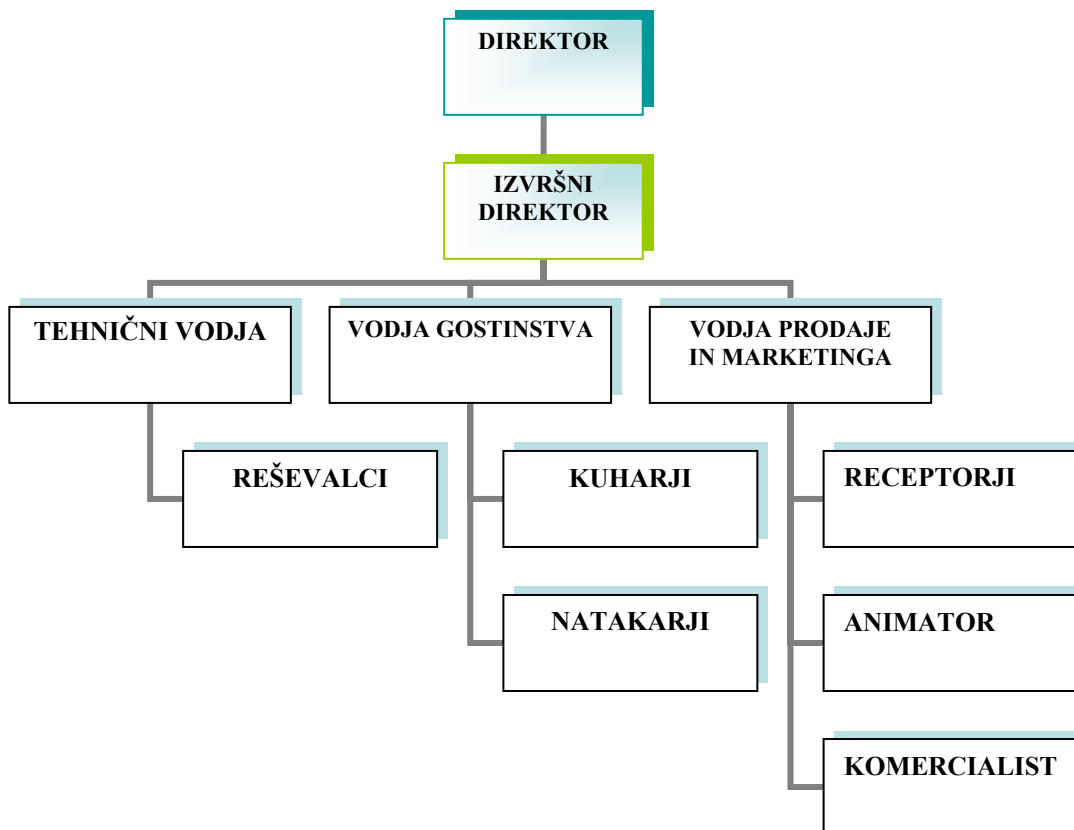 DIREKTOR
IZVRŠNI
DIREKTOR
TEHNIČNI VODJA
VODJA GOSTINSTVA
VODJA PRODAJE
IN MARKETINGA
REŠEVALCI
KUHARJI
RECEPTORJI
NATAKARJI
ANIMATOR
KOMERCIALIST